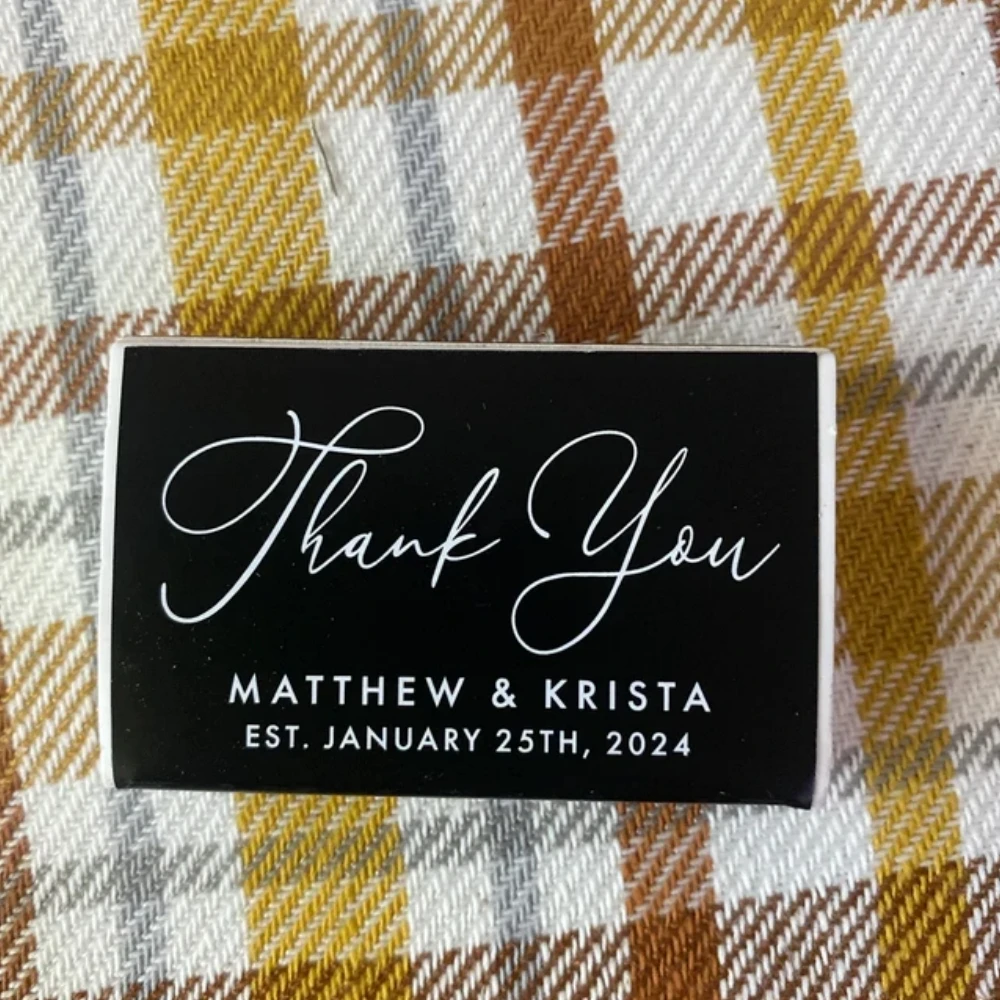 Thank You
MATTHEW & KRISTA
EST. JANUARY 25TH, 2024